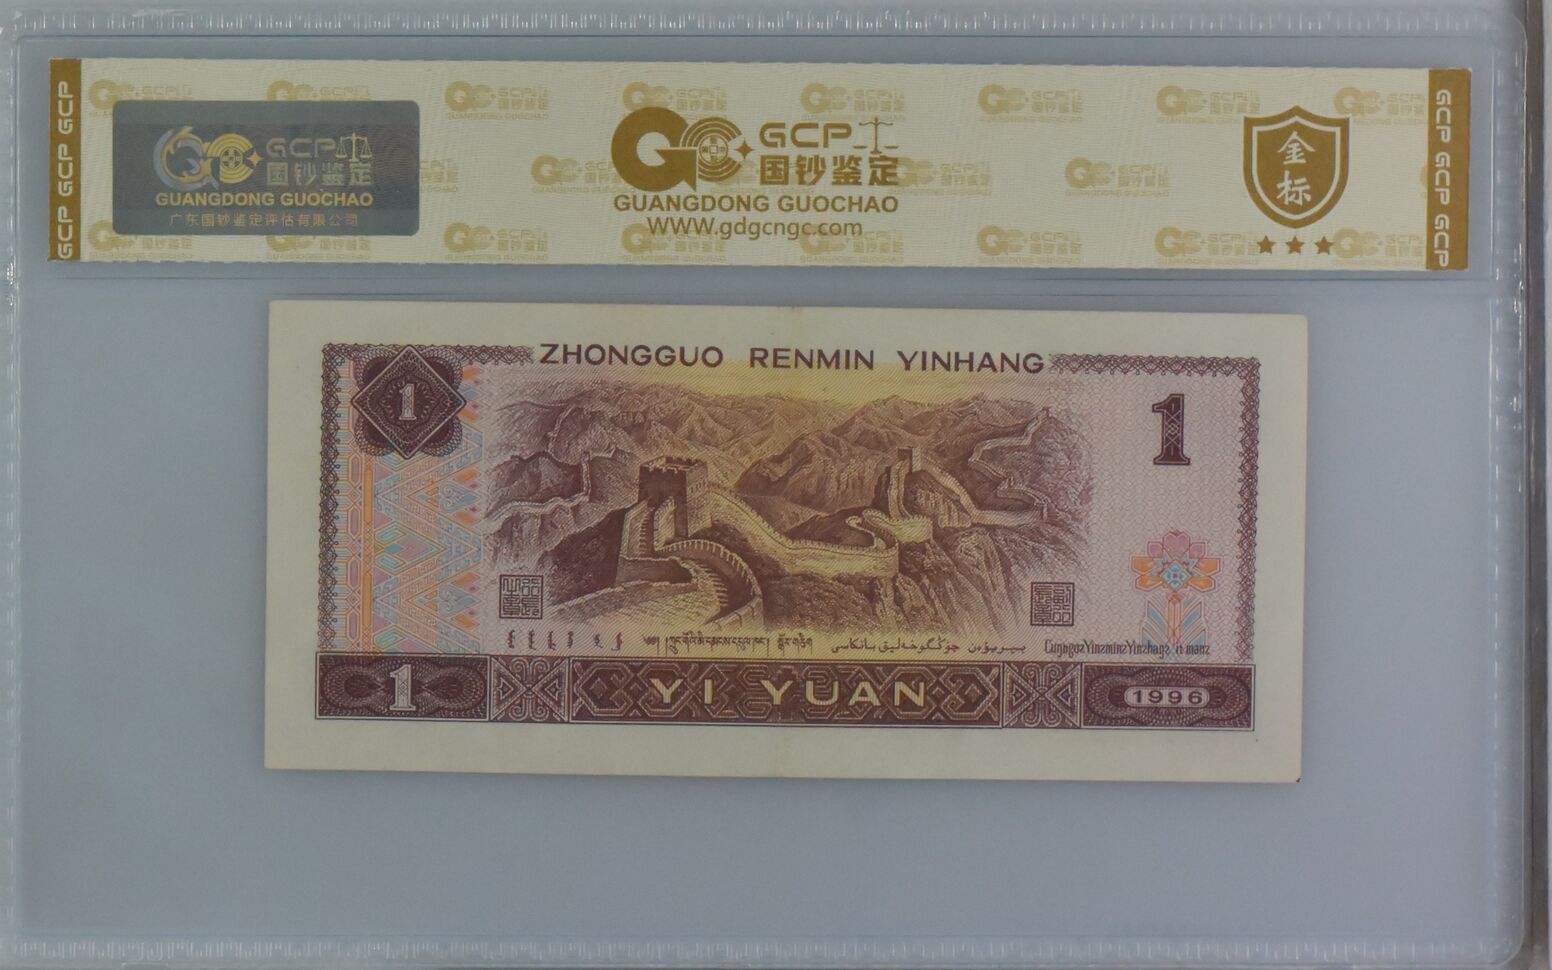 GCP GCP GCP
GCP 国钞鉴定
GUANGDONG GUOCHAO
广东国钞鉴定评估有限公司
GCP
国钞鉴定
GUANGDONG GUOCHAO
WWW.gdgcngc.com
金标
GCP GCP GCP
ZHONGGUO RENMIN YINHANG
1
1
1
YI YUAN
1996